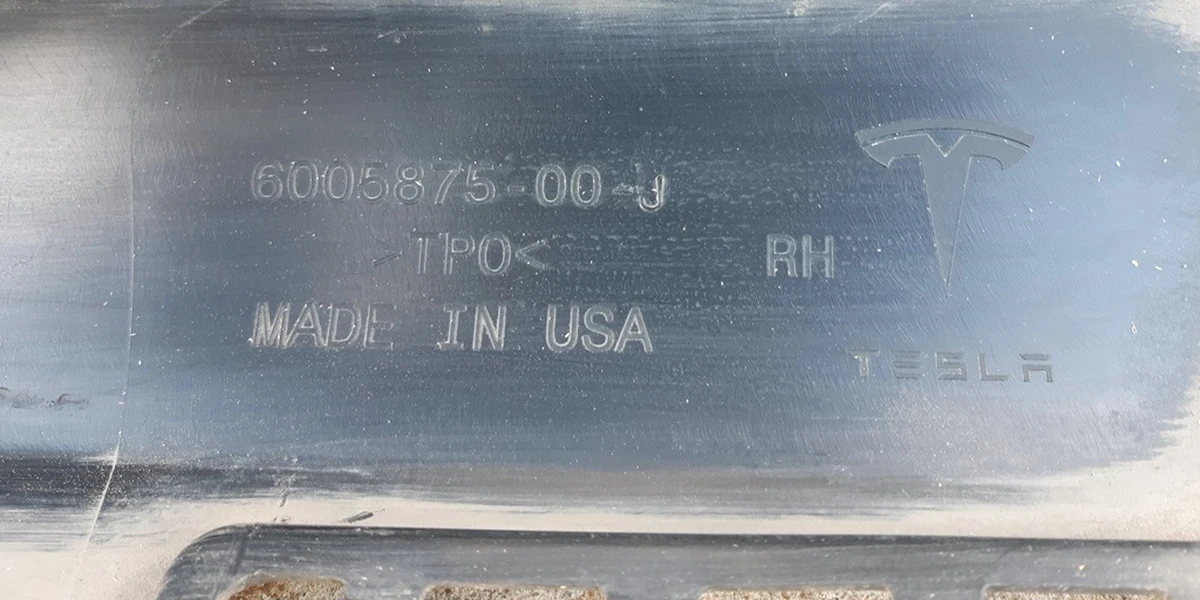 6005875-00-J
>TPO<
RH
MADE IN USA
TESLA